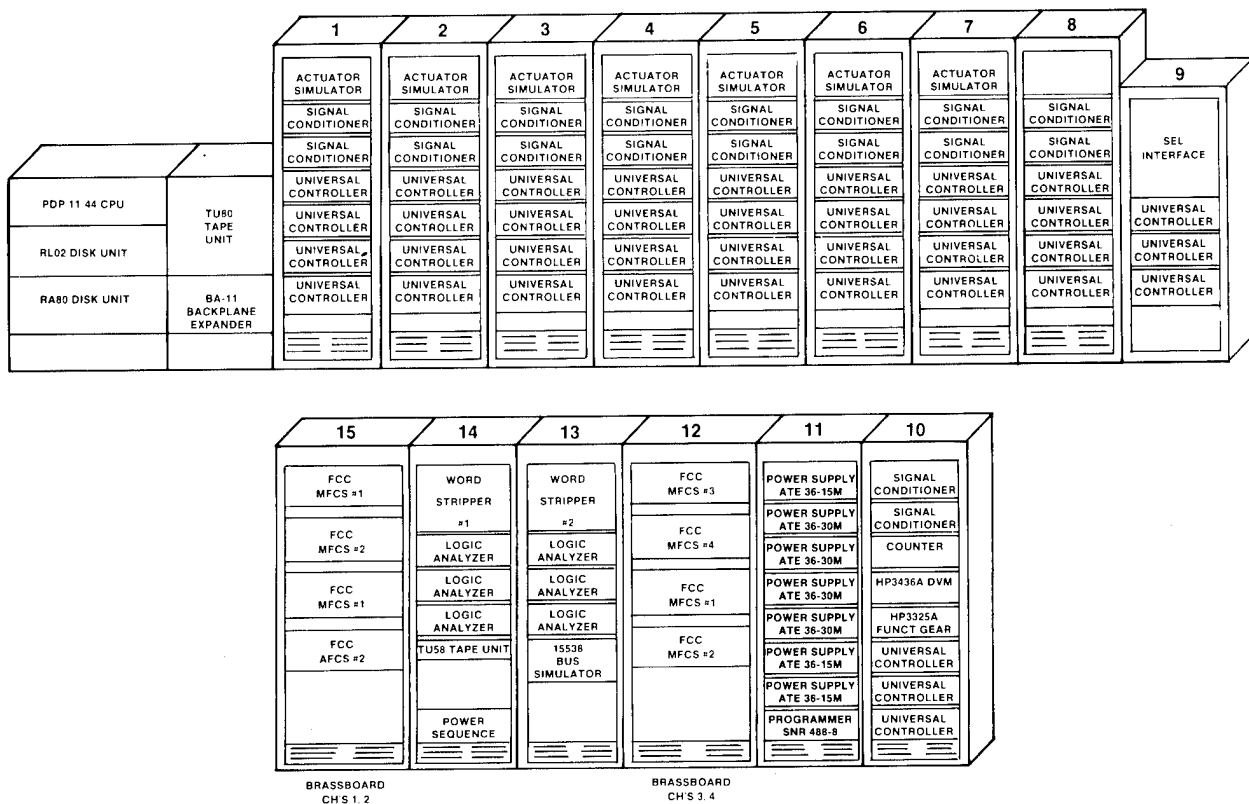 1
2
3
4
5
6
7
8
9
ACTUATOR
SIMULATOR
SIGNAL
CONDITIONER
SIGNAL
CONDITIONER
UNIVERSAL
CONTROLLER
UNIVERSAL
CONTROLLER
UNIVERSAL
CONTROLLER
UNIVERSAL
CONTROLLER
ACTUATOR
SIMULATOR
SIGNAL
CONDITIONER
SIGNAL
CONDITIONER
UNIVERSAL
CONTROLLER
UNIVERSAL
CONTROLLER
UNIVERSAL
CONTROLLER
UNIVERSAL
CONTROLLER
ACTUATOR
SIMULATOR
SIGNAL
CONDITIONER
SIGNAL
CONDITIONER
UNIVERSAL
CONTROLLER
UNIVERSAL
CONTROLLER
UNIVERSAL
CONTROLLER
UNIVERSAL
CONTROLLER
ACTUATOR
SIMULATOR
SIGNAL
CONDITIONER
SIGNAL
CONDITIONER
UNIVERSAL
CONTROLLER
UNIVERSAL
CONTROLLER
UNIVERSAL
CONTROLLER
UNIVERSAL
CONTROLLER
ACTUATOR
SIMULATOR
SIGNAL
CONDITIONER
SIGNAL
CONDITIONER
UNIVERSAL
CONTROLLER
UNIVERSAL
CONTROLLER
UNIVERSAL
CONTROLLER
UNIVERSAL
CONTROLLER
ACTUATOR
SIMULATOR
SIGNAL
CONDITIONER
SIGNAL
CONDITIONER
UNIVERSAL
CONTROLLER
UNIVERSAL
CONTROLLER
UNIVERSAL
CONTROLLER
UNIVERSAL
CONTROLLER
ACTUATOR
SIMULATOR
SIGNAL
CONDITIONER
SIGNAL
CONDITIONER
UNIVERSAL
CONTROLLER
UNIVERSAL
CONTROLLER
UNIVERSAL
CONTROLLER
UNIVERSAL
CONTROLLER
SIGNAL
CONDITIONER
SIGNAL
CONDITIONER
UNIVERSAL
CONTROLLER
UNIVERSAL
CONTROLLER
UNIVERSAL
CONTROLLER
UNIVERSAL
CONTROLLER
SEL
INTERFACE
UNIVERSAL
CONTROLLER
UNIVERSAL
CONTROLLER
UNIVERSAL
CONTROLLER
PDP 11 44 CPU
RL02 DISK UNIT
RA80 DISK UNIT
TU80
TAPE
UNIT
BA-11
BACKPLANE
EXPANDER
15
14
13
12
11
10
FCC
MFCS #1
FCC
MFCS #2
FCC
MFCS #1
FCC
AFCS #2
WORD
STRIPPER
#1
LOGIC
ANALYZER
LOGIC
ANALYZER
LOGIC
ANALYZER
TU58 TAPE UNIT
POWER
SEQUENCE
WORD
STRIPPER
#2
LOGIC
ANALYZER
LOGIC
ANALYZER
LOGIC
ANALYZER
15538
BUS
SIMULATOR
FCC
MFCS #3
FCC
MFCS #4
FCC
MFCS #1
FCC
MFCS #2
POWER SUPPLY
ATE 36-15M
POWER SUPPLY
ATE 36-30M
POWER SUPPLY
ATE 36-30M
POWER SUPPLY
ATE 36-30M
POWER SUPPLY
ATE 36-30M
POWER SUPPLY
ATE 36-15M
POWER SUPPLY
ATE 36-15M
PROGRAMMER
SNR 488-8
SIGNAL
CONDITIONER
SIGNAL
CONDITIONER
COUNTER
HP3436A DVM
HP3325A
FUNCT GEAR
UNIVERSAL
CONTROLLER
UNIVERSAL
CONTROLLER
UNIVERSAL
CONTROLLER
BRASSBOARD
CH'S 1, 2
BRASSBOARD
CH'S 3, 4